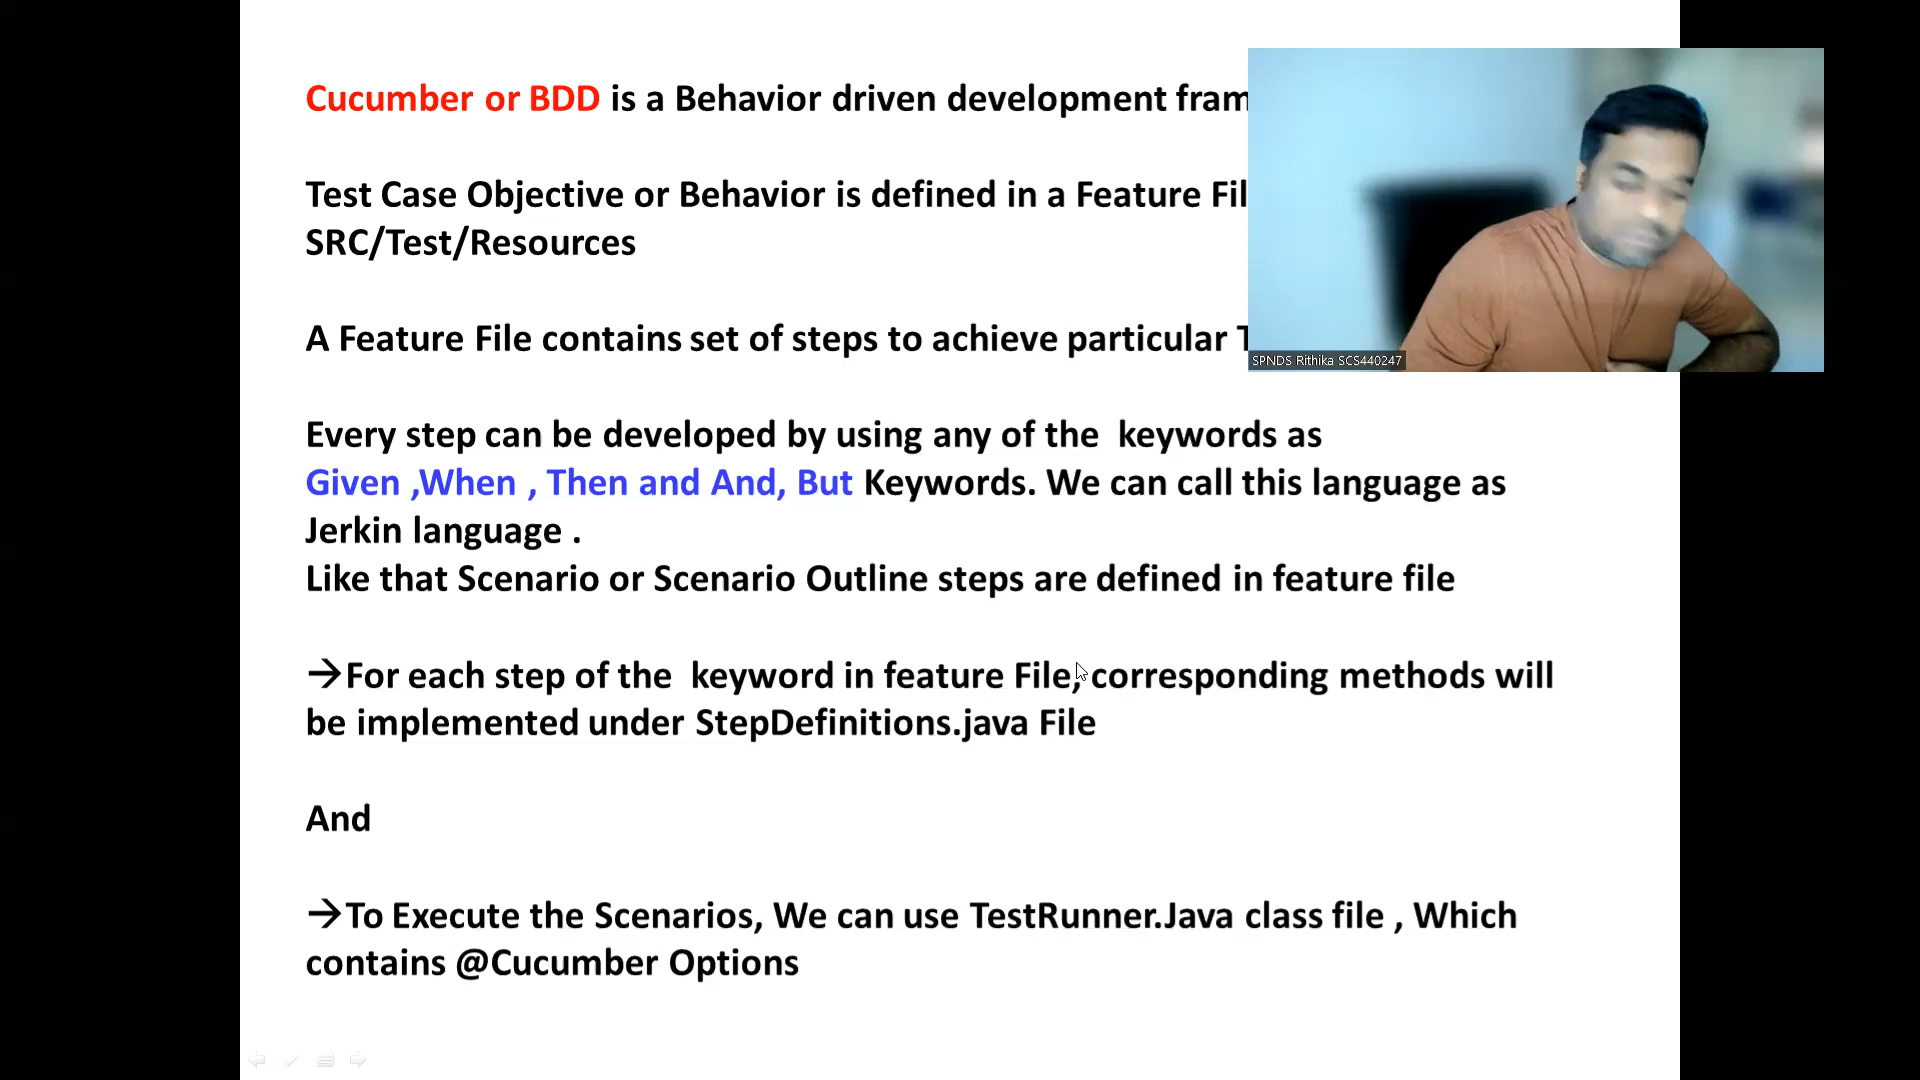 Cucumber or BDD is a Behavior driven development
Test Case Objective or Behavior is defined in a Feature
SRC/Test/Resources
A Feature File contains set of steps to achieve particular
SPNDS Rithika SCS440247
Every step can be developed by using any of the keywords as
Given ,When , Then and And, But Keywords. We can call this language as
Jerkin language .
Like that Scenario or Scenario Outline steps are defined in feature file
→For each step of the keyword in feature File, corresponding methods will
be implemented under StepDefinitions.java File
And
→To Execute the Scenarios, We can use TestRunner.Java class file , Which
contains @Cucumber Options